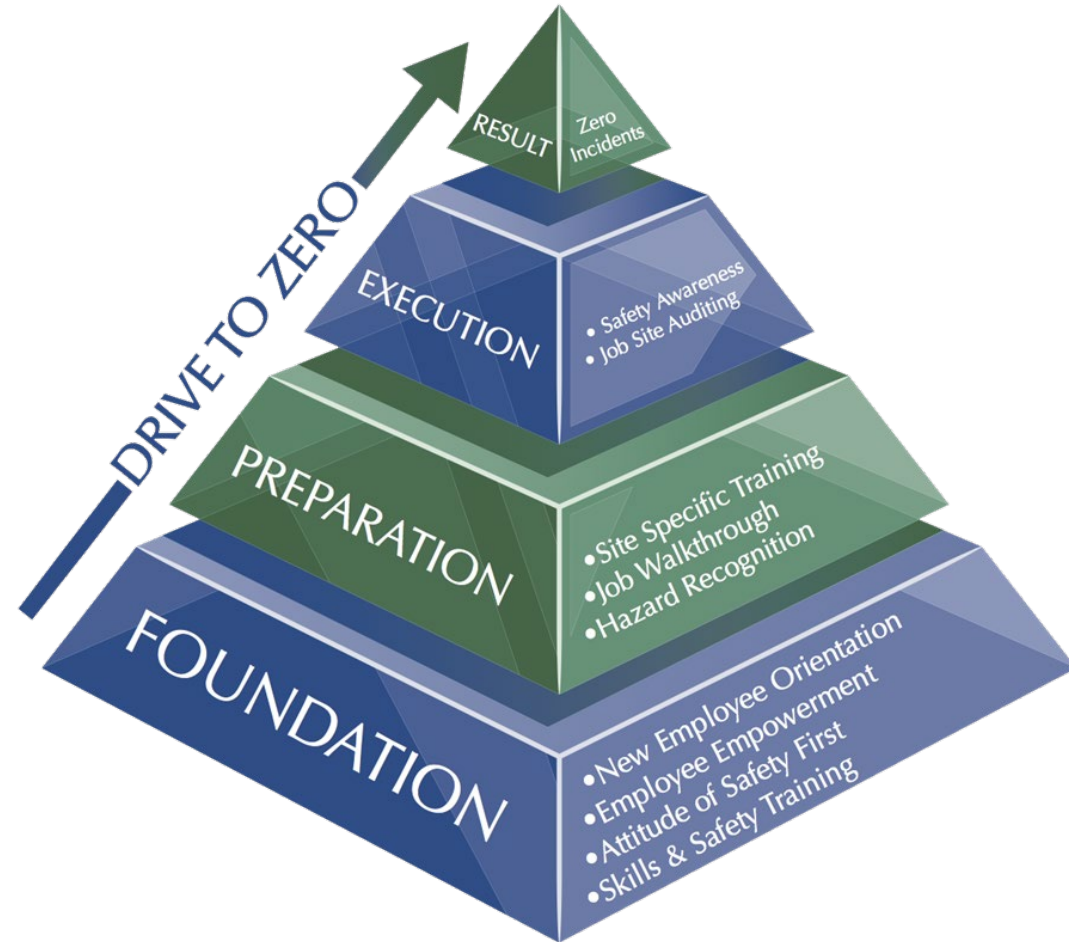 DRIVE TO ZERO
RESULT
Zero
Incidents
EXECUTION
• Safety Awareness
• Job Site Auditing
PREPARATION
•Site Specific Training
•Job Walkthrough
•Hazard Recognition
FOUNDATION
•New Employee Orientation
•Employee Empowerment
•Attitude of Safety First
•Skills & Safety Training